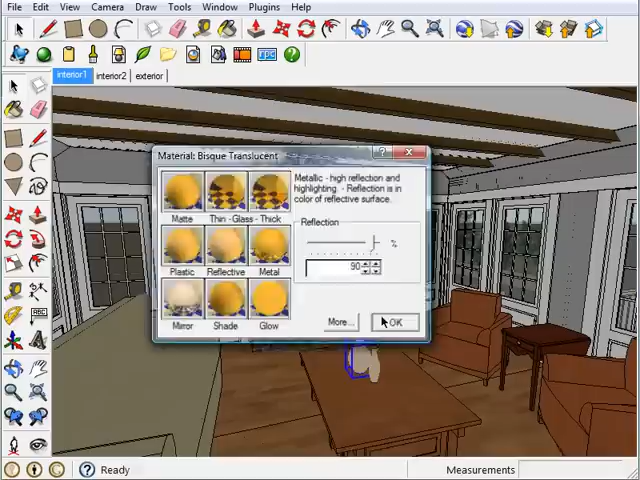 File Edit View Camera Draw Tools Window Plugins Help
rpc
interior1 interior2 exterior
Material: Bisque Translucent
Metallic - high reflection and
highlighting. - Reflection is in
color of reflective surface.
Matte Thin - Glass - Thick
Reflection
%
90
Plastic Reflective Metal
Mirror Shade Glow
More... OK
ABC
Ready Measurements